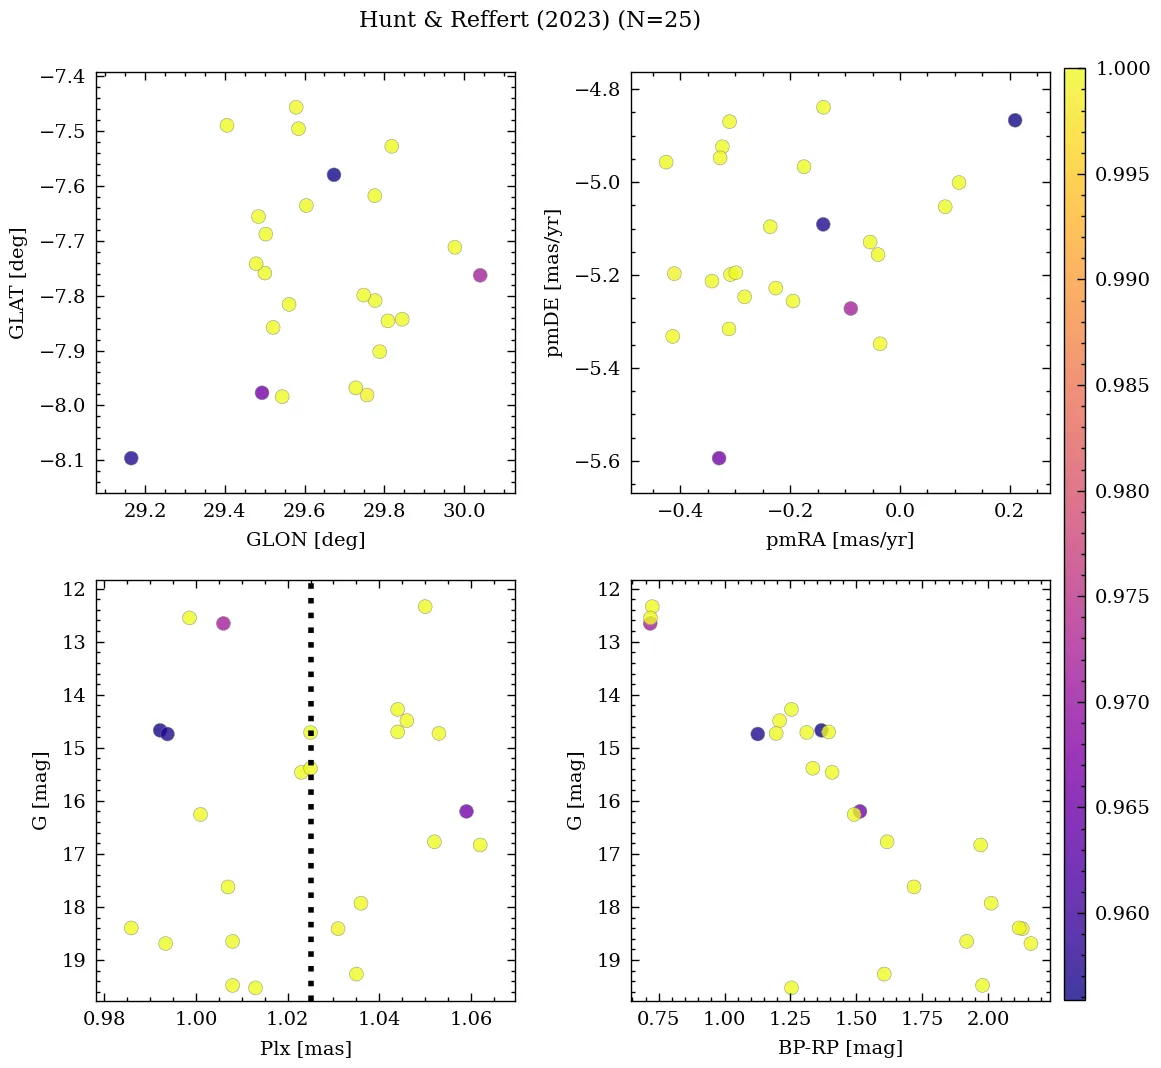 Hunt & Reffert (2023) (N=25)
−7.4
−7.5
−7.6
−7.7
−7.8
−7.9
−8.0
−8.1
GLAT [deg]
29.2 29.4 29.6 29.8 30.0
GLON [deg]
−4.8
−5.0
−5.2
−5.4
−5.6
pmDE [mas/yr]
−0.4 −0.2 0.0 0.2
pmRA [mas/yr]
1.000
0.995
0.990
0.985
0.980
0.975
0.970
0.965
0.960
12
13
14
15
16
17
18
19
G [mag]
0.98 1.00 1.02 1.04 1.06
Plx [mas]
12
13
14
15
16
17
18
19
G [mag]
0.75 1.00 1.25 1.50 1.75 2.00
BP-RP [mag]